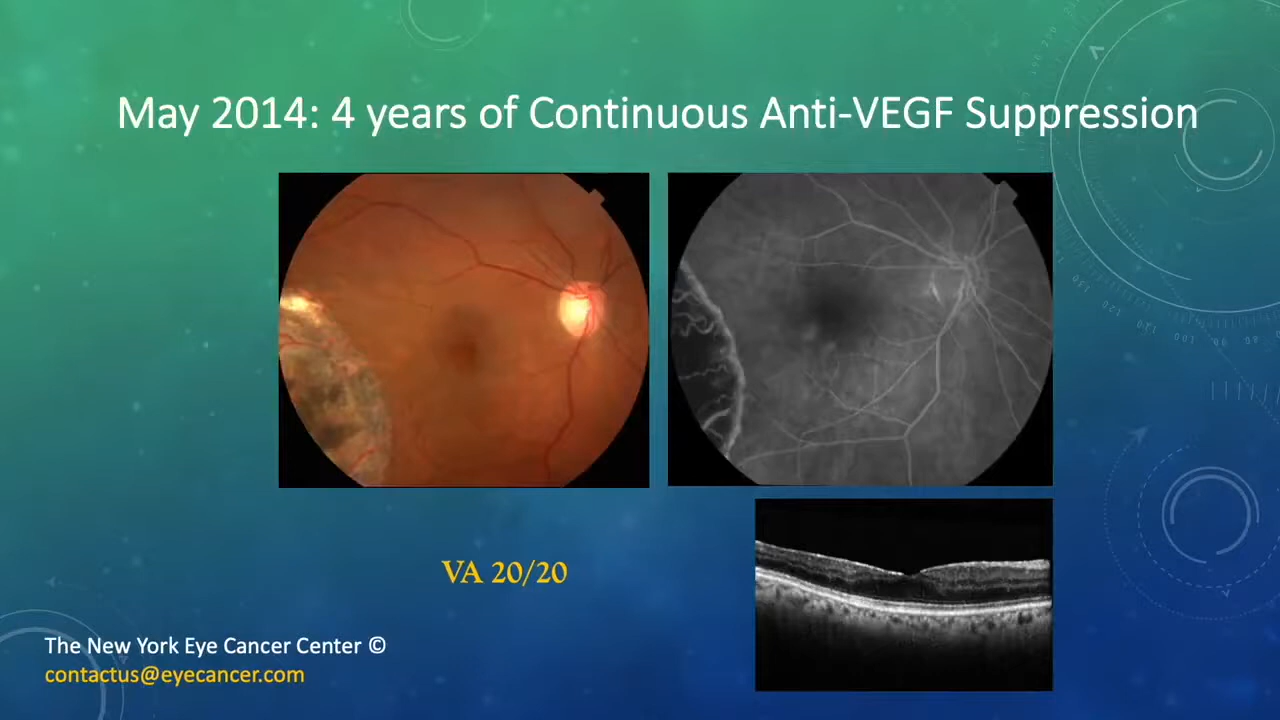 May 2014: 4 years of Continuous Anti-VEGF Suppression
VA 20/20
The New York Eye Cancer Center ©
contactus@eyecancer.com